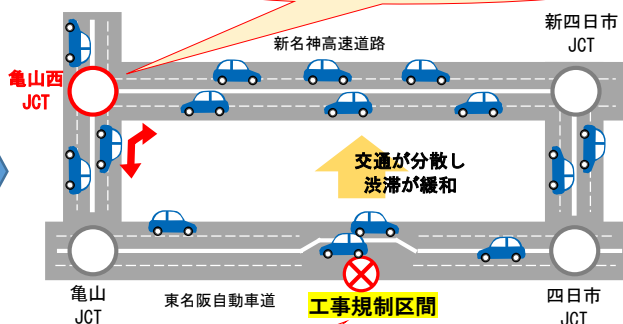 新四日市
JCT
新名神高速道路
亀山西
JCT
交通が分散し
渋滞が緩和
亀山
JCT
東名阪自動車道
工事規制区間
四日市
JCT